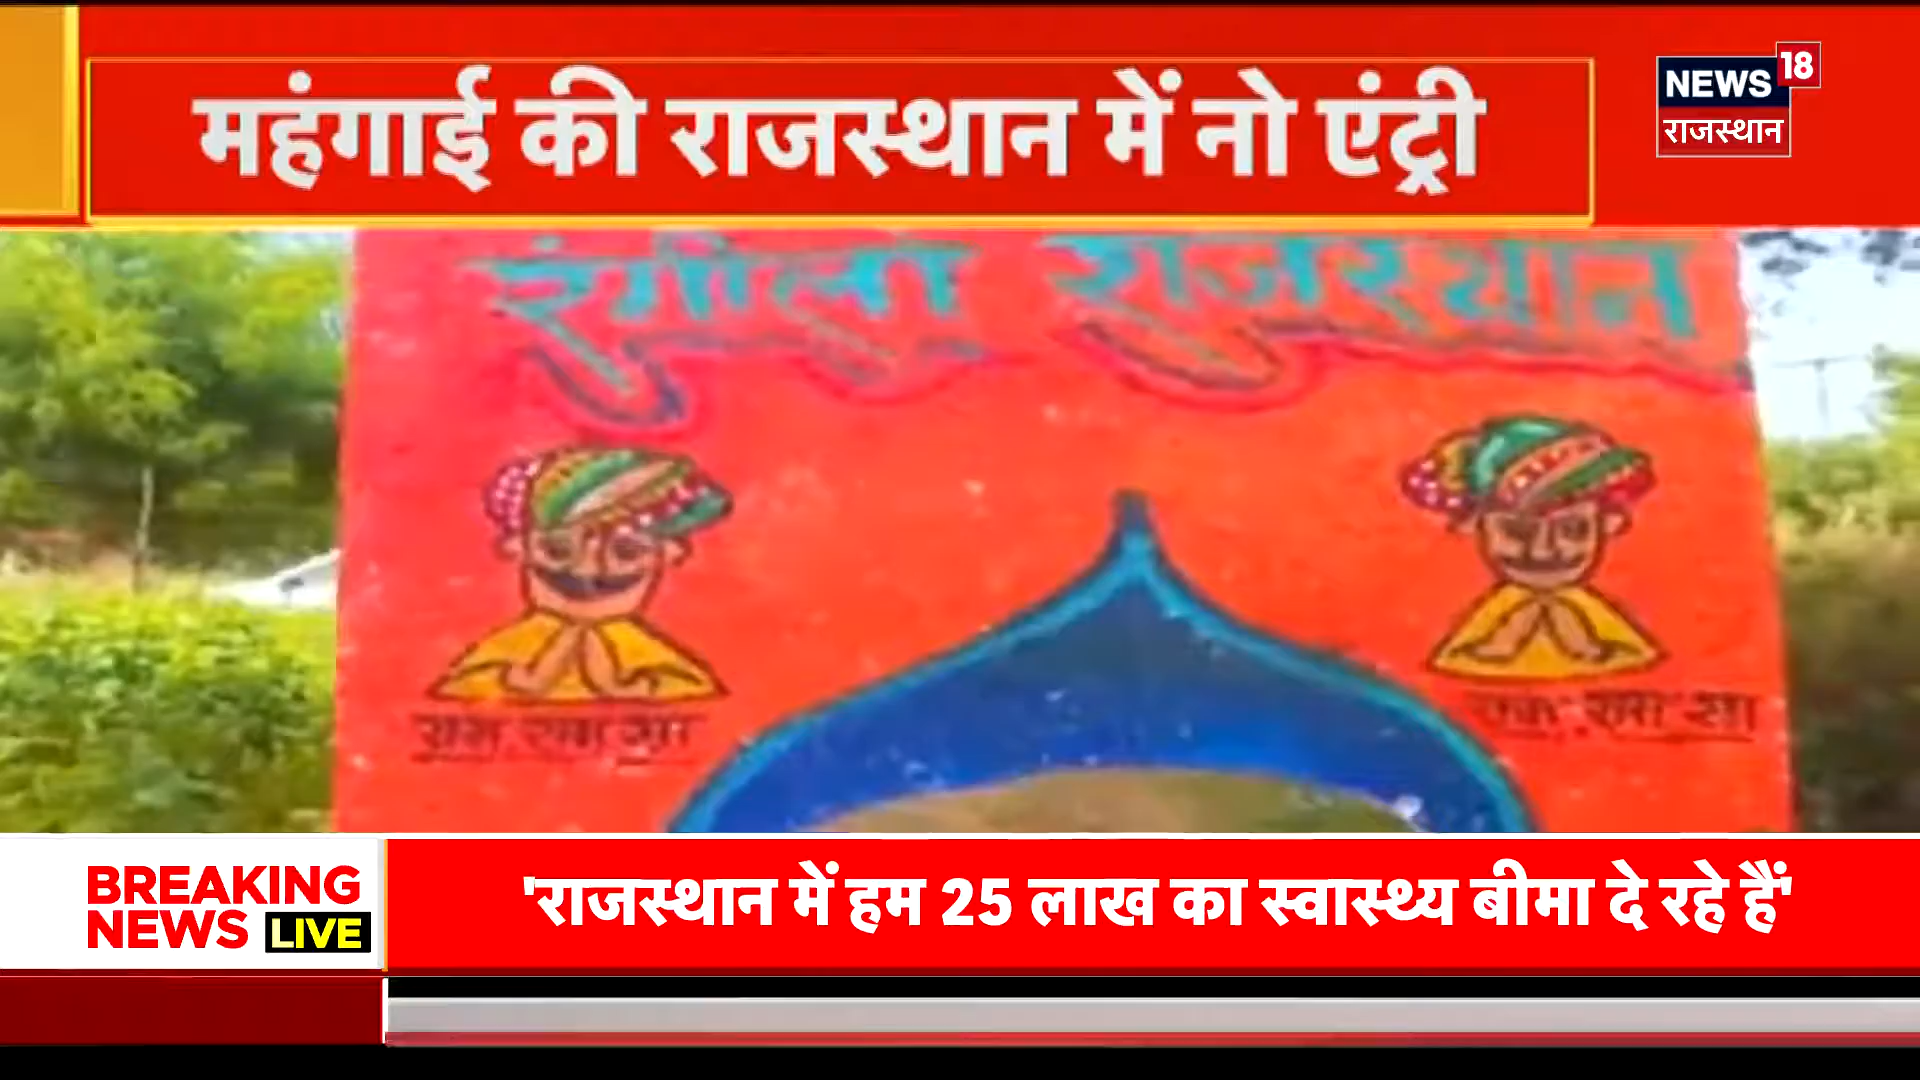 महंगाई की राजस्थान में नो एंट्री
NEWS 18
राजस्थान
रंगीला राजस्थान
राम राम सा
राम राम सा
BREAKING
NEWS LIVE
'राजस्थान में हम 25 लाख का स्वास्थ्य बीमा दे रहे हैं'